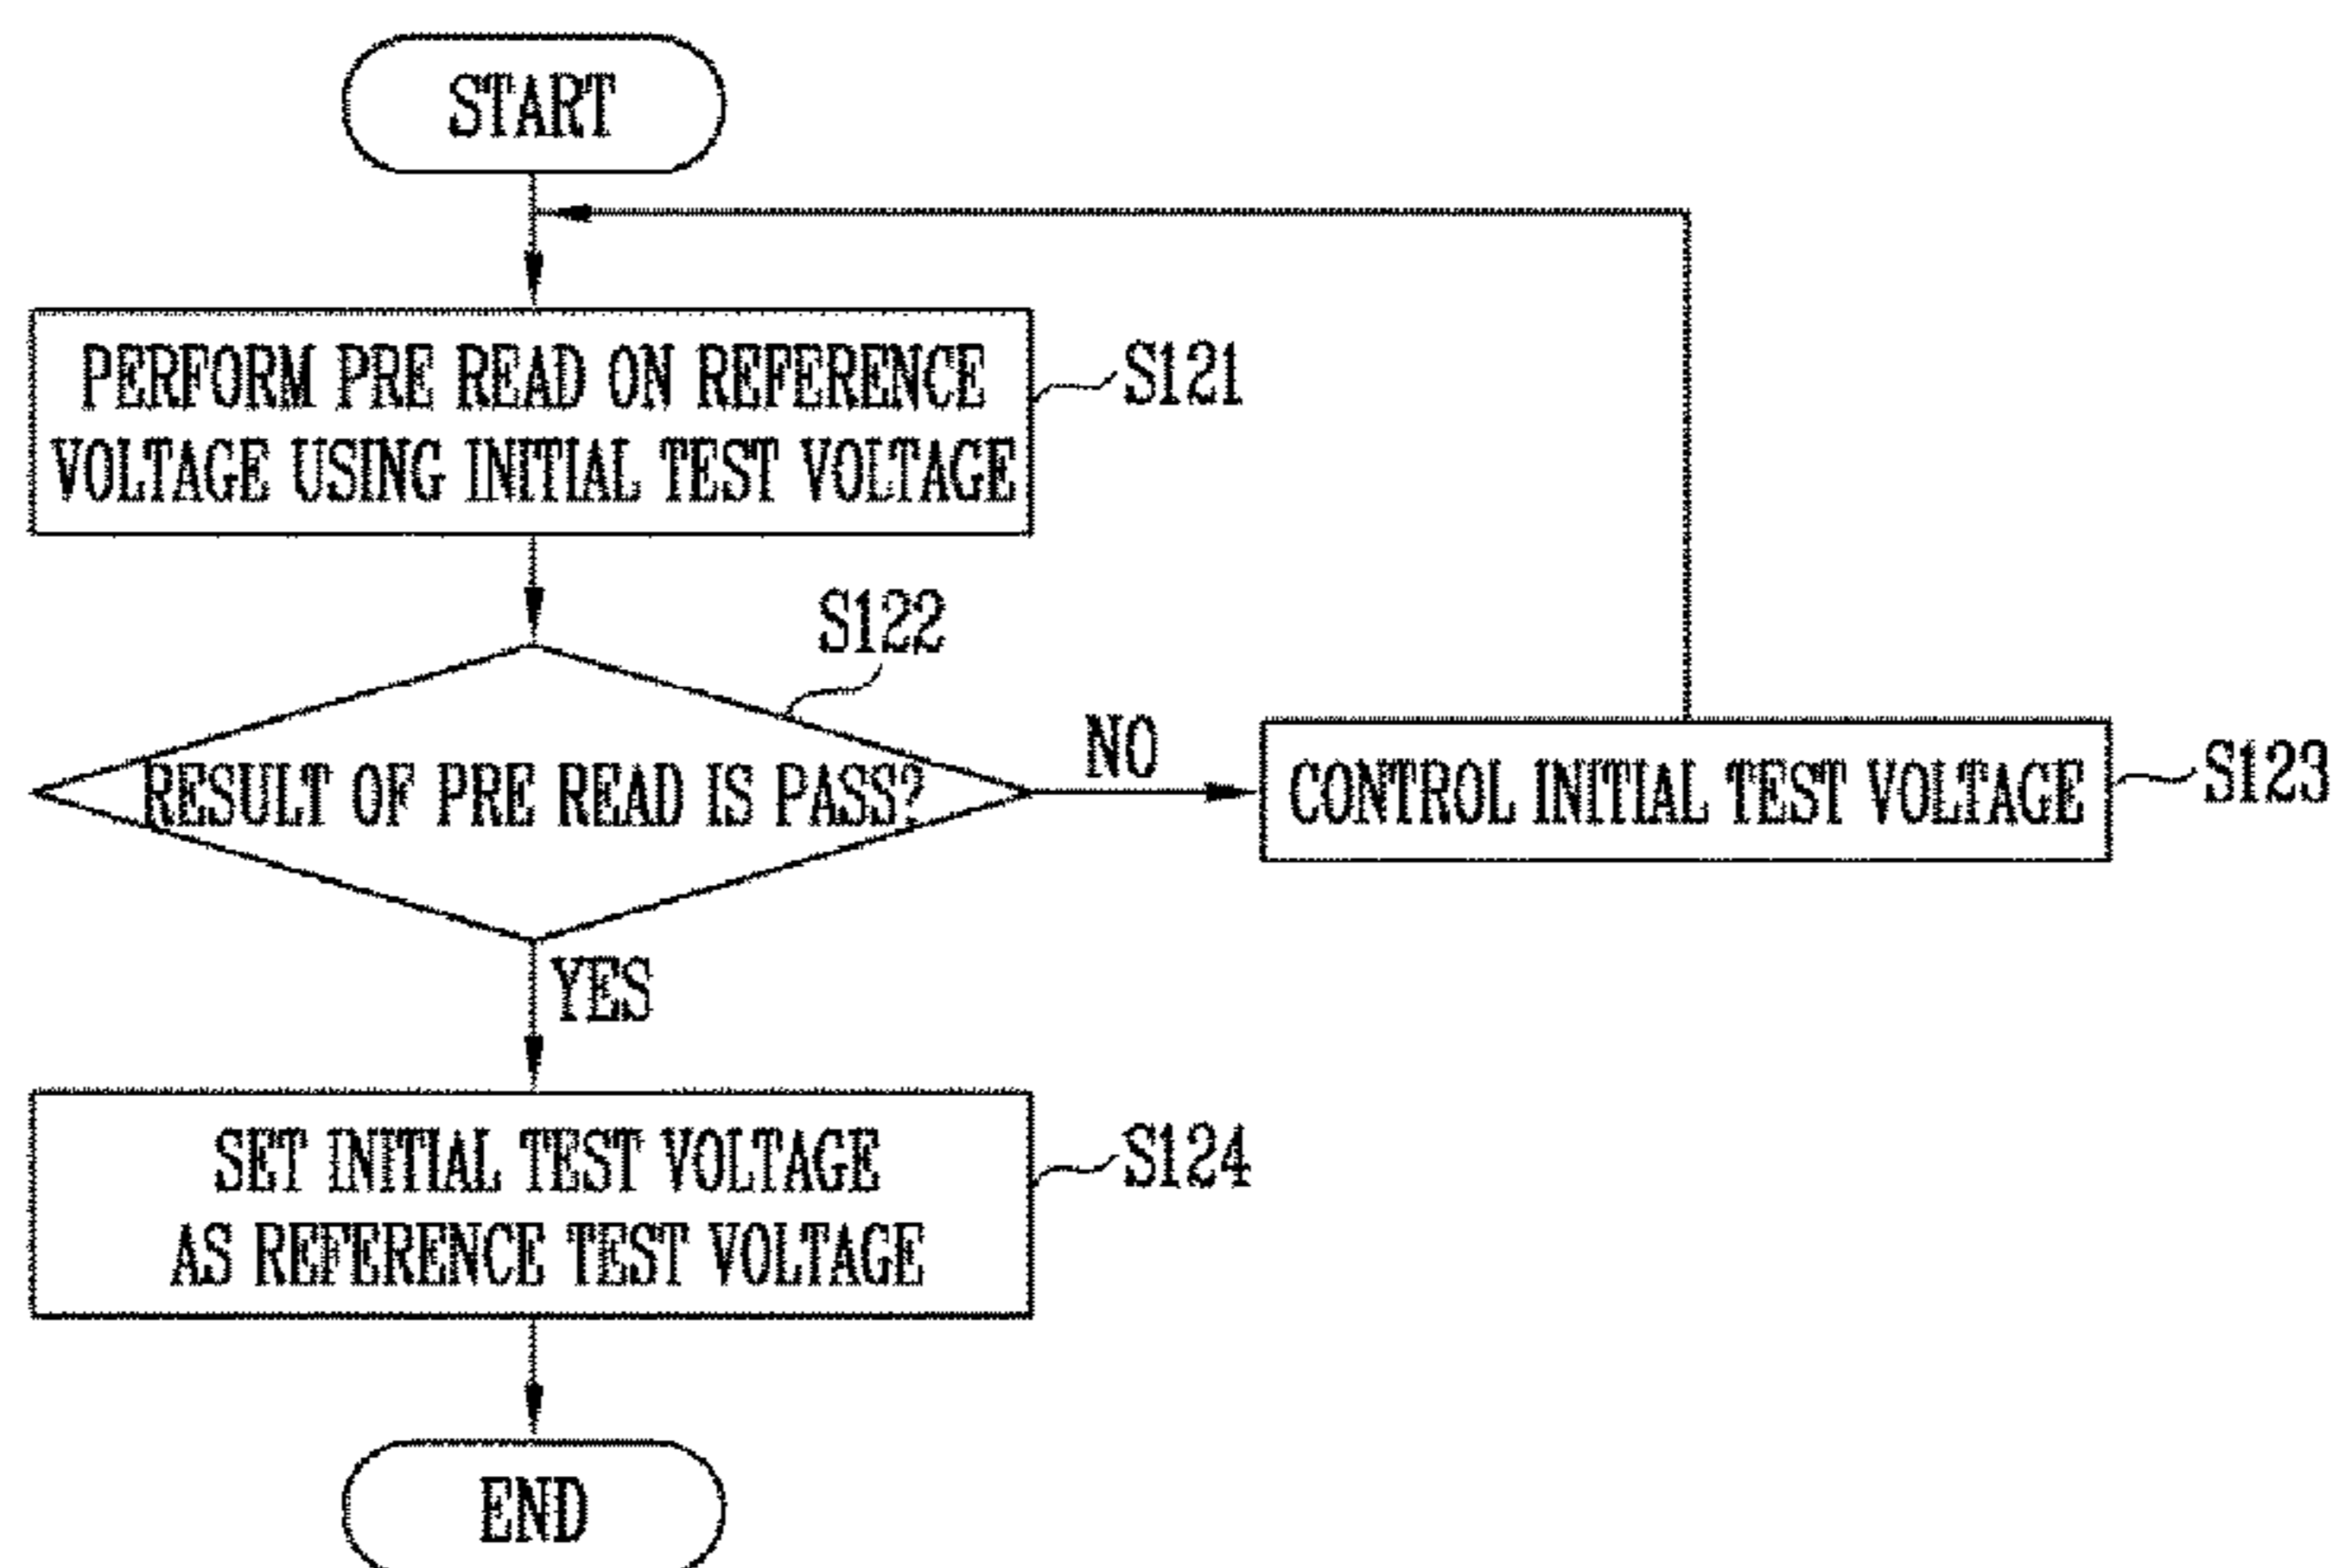 START
PERFORM PRE READ ON REFERENCE
VOLTAGE USING INITIAL TEST VOLTAGE
S121
S122
RESULT OF PRE READ IS PASS?
NO
CONTROL INITIAL TEST VOLTAGE
S123
YES
SET INITIAL TEST VOLTAGE
AS REFERENCE TEST VOLTAGE
S124
END